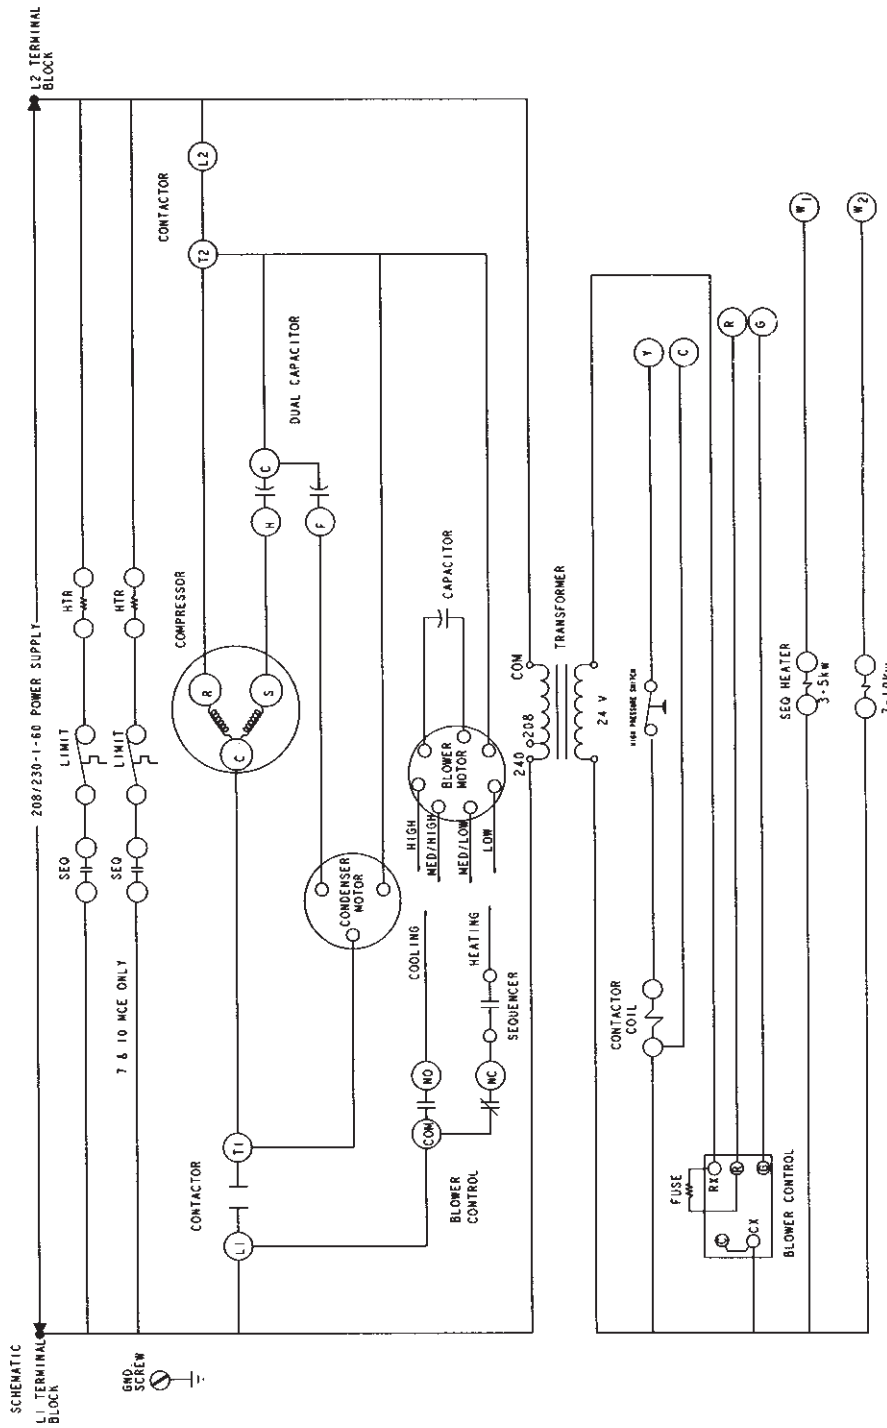 SCHEMATIC
L1 TERMINAL
BLOCK
208/230-1-60 POWER SUPPLY
L2 TERMINAL
BLOCK
SEQ
LIMIT
HTR
SEQ
LIMIT
HTR
7 & 10 MCE ONLY
GND
SCREW
CONTACTOR
L1
T1
COMPRESSOR
C
R
S
CONTACTOR
T2
L2
H
C
F
DUAL CAPACITOR
CONDENSER
MOTOR
COM
NO
NC
BLOWER
CONTROL
COOLING
HEATING
SEQUENCER
HIGH
MED/HIGH
MED/LOW
LOW
BLOWER
MOTOR
CAPACITOR
240
208
COM
TRANSFORMER
24 V
CONTACTOR
COIL
HIGH PRESSURE SWITCH
Y
C
FUSE
RX
R
G
C
CX
BLOWER CONTROL
R
G
SEQ HEATER
3-5kw
W1
W2